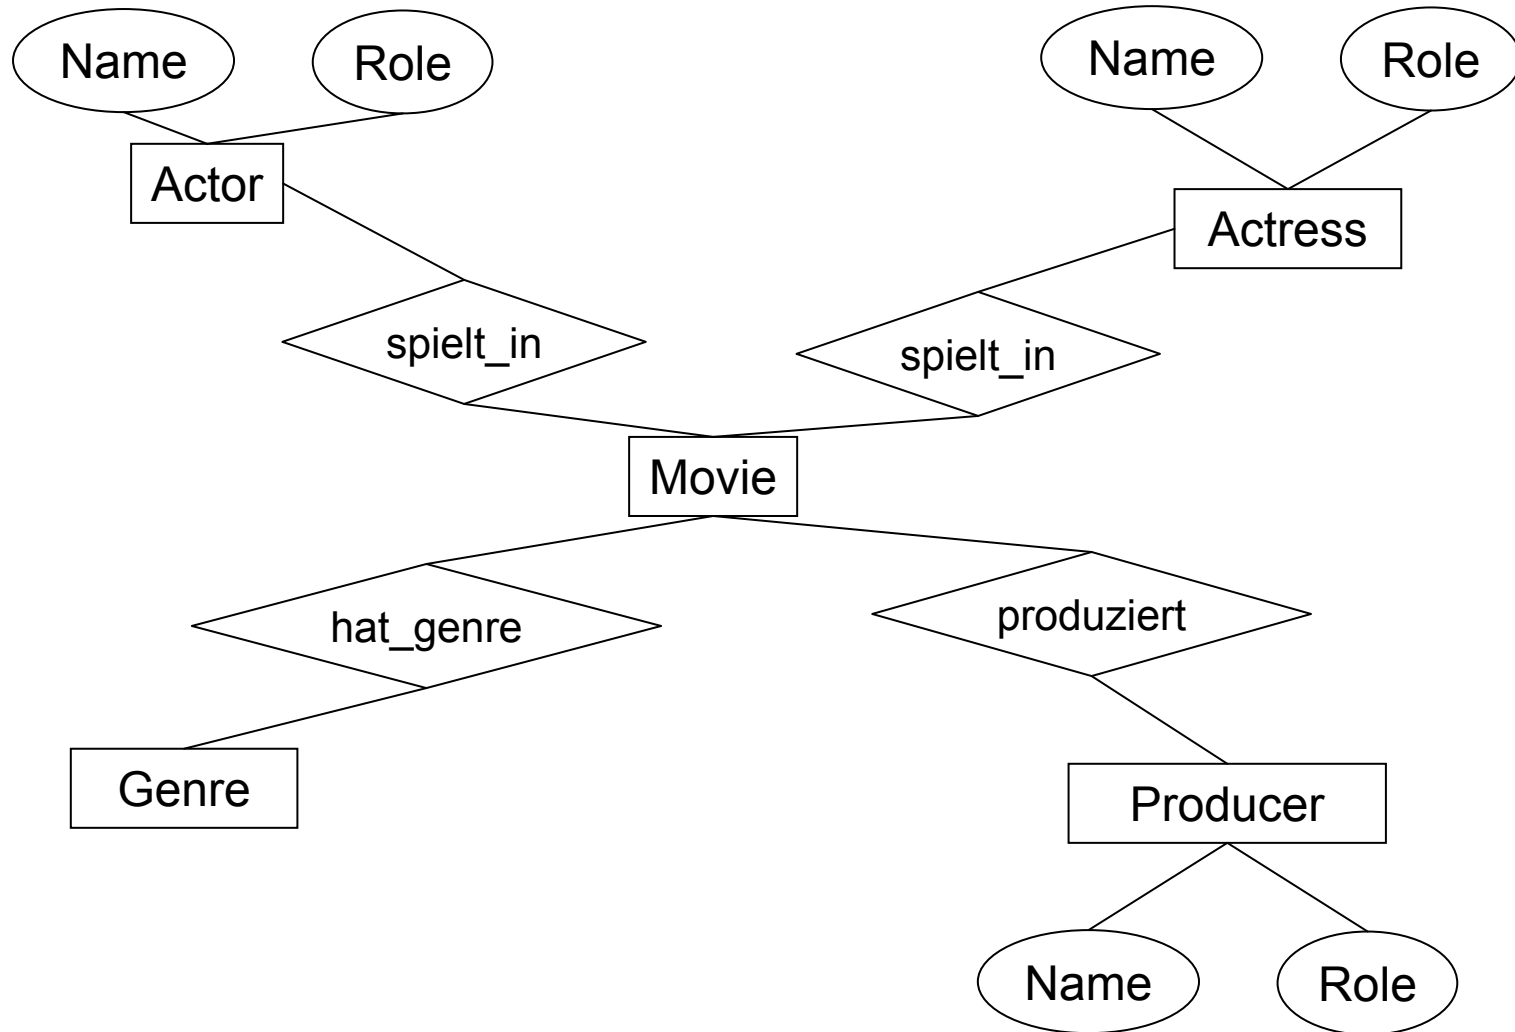 Name
Role
Name
Role
Actor
Actress
spielt_in
spielt_in
Movie
hat_genre
produziert
Genre
Producer
Name
Role